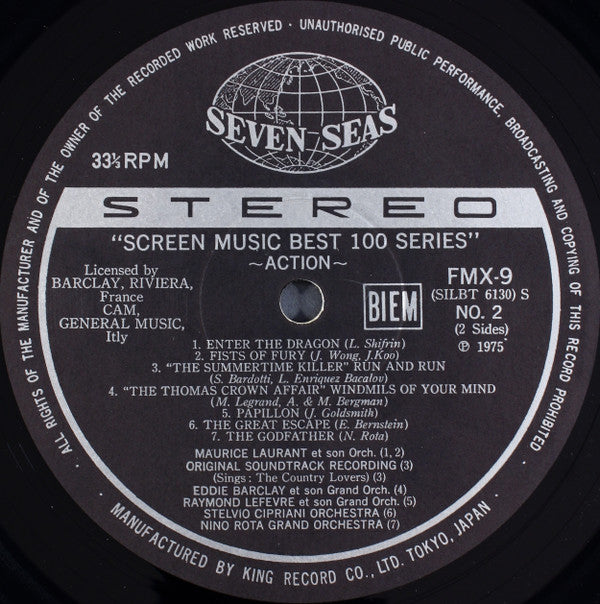 ALL RIGHTS OF THE MANUFACTURER AND OF THE OWNER OF THE RECORDED WORK RESERVED · UNAUTHORISED PUBLIC PERFORMANCE, BROADCASTING AND COPYING OF THIS RECORD PROHIBITED ·
SEVEN SEAS
33⅓ RPM
STEREO
"SCREEN MUSIC BEST 100 SERIES"
~ACTION~
Licensed by
BARCLAY, RIVIERA,
France
CAM,
GENERAL MUSIC,
Itly
BIEM
FMX-9
(SILBT 6130) S
NO. 2
(2 Sides)
℗ 1975
1. ENTER THE DRAGON (L. Shifrin)
2. FISTS OF FURY (J. Wong, J.Koo)
3. "THE SUMMERTIME KILLER" RUN AND RUN
(S. Bardotti, L. Enriquez Bacalov)
4. "THE THOMAS CROWN AFFAIR" WINDMILS OF YOUR MIND
(M. Legrand, A. & M. Bergman)
5. PAPILLON (J. Goldsmith)
6. THE GREAT ESCAPE (E. Bernstein)
7. THE GODFATHER (N. Rota)
MAURICE LAURANT et son Orch. (1, 2)
ORIGINAL SOUNDTRACK RECORDING (3)
(Sings : The Country Lovers) (3)
EDDIE BARCLAY et son Grand Orch. (4)
RAYMOND LEFEVRE et son Grand Orch. (5)
STELVIO CIPRIANI ORCHESTRA (6)
NINO ROTA GRAND ORCHESTRA (7)
MANUFACTURED BY KING RECORD CO., LTD. TOKYO, JAPAN ·